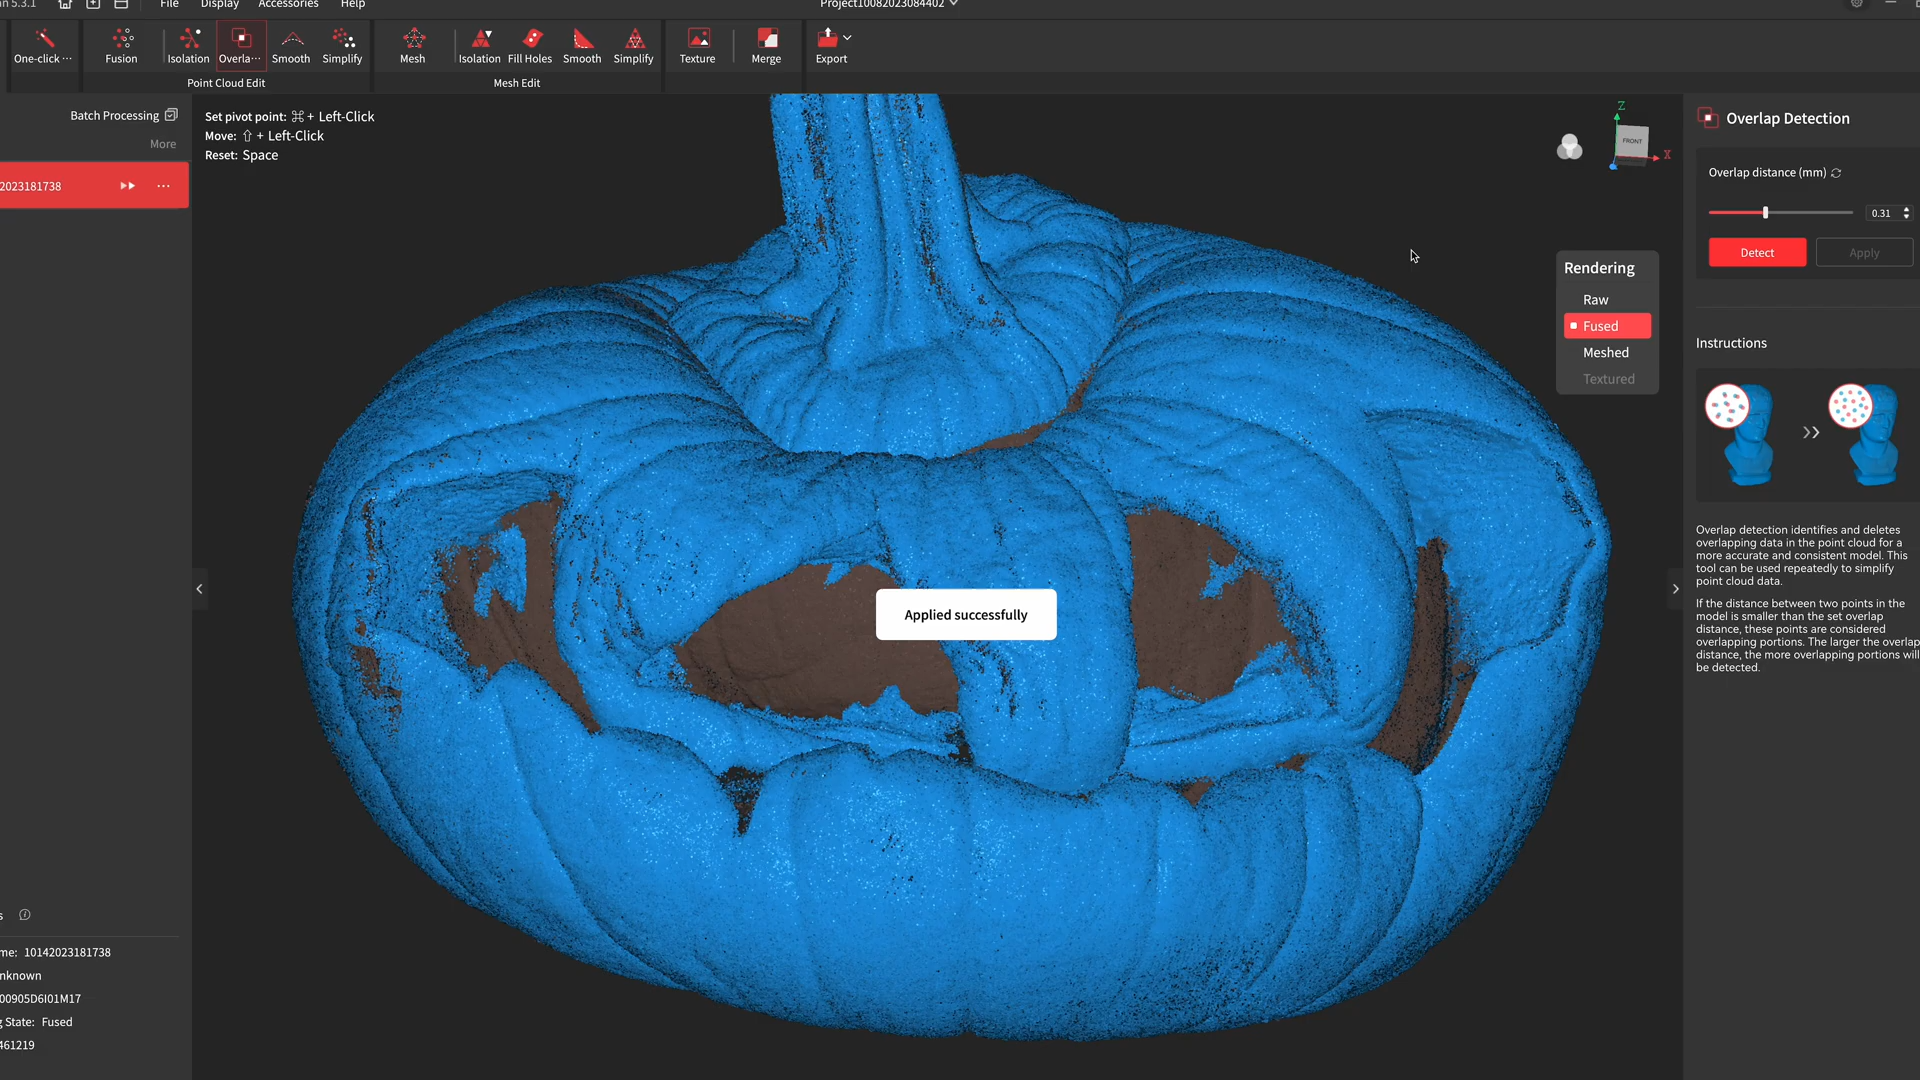 n 5.3.1
File Display Accessories Help
Project10082023084402
One-click ···
Fusion
Isolation
Overla···
Smooth
Simplify
Mesh
Isolation
Fill Holes
Smooth
Simplify
Texture
Merge
Export
Point Cloud Edit
Mesh Edit
Batch Processing
More
2023181738
Set pivot point: ⌘ + Left-Click
Move: ⇧ + Left-Click
Reset: Space
Z
FRONT
X
Rendering
Raw
Fused
Meshed
Textured
Applied successfully
Overlap Detection
Overlap distance (mm)
0.31
Detect
Apply
Instructions
Overlap detection identifies and deletes
overlapping data in the point cloud for a
more accurate and consistent model. This
tool can be used repeatedly to simplify
point cloud data.
If the distance between two points in the
model is smaller than the set overlap
distance, these points are considered
overlapping portions. The larger the overlap
distance, the more overlapping portions will
be detected.
s
me: 10142023181738
nknown
00905D6I01M17
g State: Fused
461219